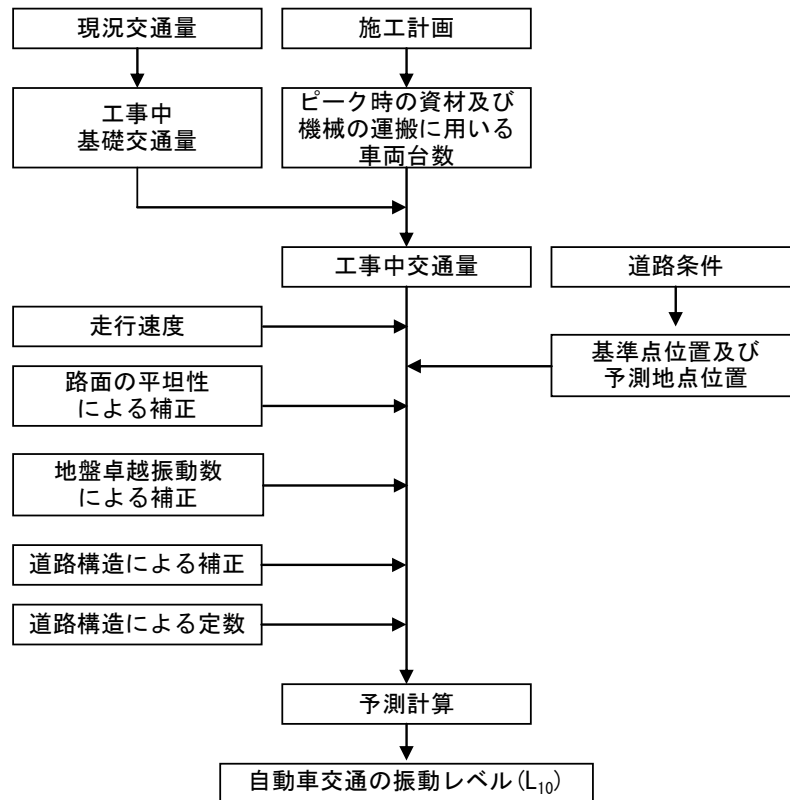 現況交通量
施工計画
工事中
基礎交通量
ピーク時の資材及び
機械の運搬に用いる
車両台数
工事中交通量
道路条件
走行速度
基準点位置及び
予測地点位置
路面の平坦性
による補正
地盤卓越振動数
による補正
道路構造による補正
道路構造による定数
予測計算
自動車交通の振動レベル(L10)